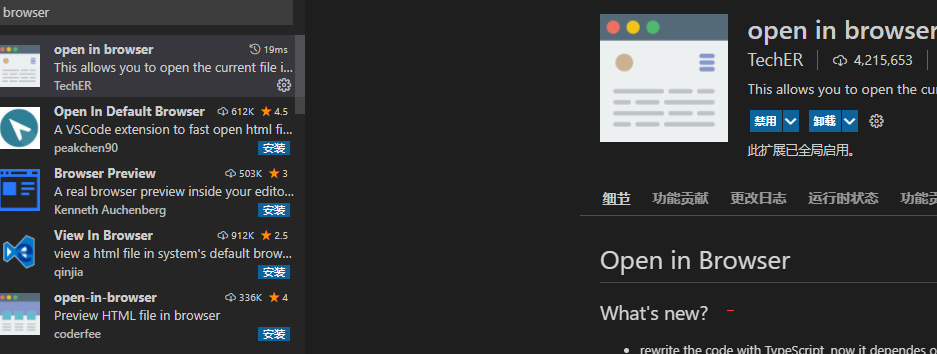 browser
open in browser 19ms
This allows you to open the current file i...
TechER
Open In Default Browser 612K 4.5
A VSCode extension to fast open html fi...
peakchen90 安装
Browser Preview 503K 3
A real browser preview inside your edito...
Kenneth Auchenberg 安装
View In Browser 912K 2.5
view a html file in system's default brow...
qinjia 安装
open-in-browser 336K 4
Preview HTML file in browser
coderfee 安装
open in browser
TechER 4,215,653
This allows you to open the cur
禁用 卸载
此扩展已全局启用。
细节 功能贡献 更改日志 运行时状态 功能贡
Open in Browser
What's new?
rewrite the code with TypeScript, now it dependes o